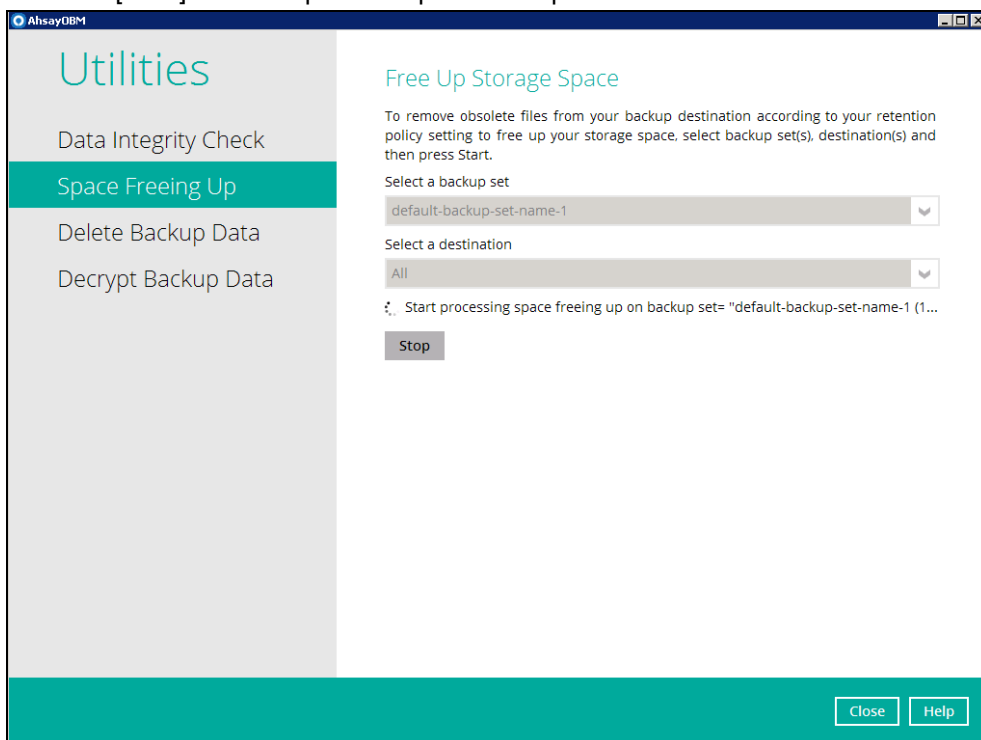 AhsayOBM
Utilities
Data Integrity Check
Space Freeing Up
Delete Backup Data
Decrypt Backup Data
Free Up Storage Space
To remove obsolete files from your backup destination according to your retention
policy setting to free up your storage space, select backup set(s), destination(s) and
then press Start.
Select a backup set
default-backup-set-name-1
Select a destination
All
Start processing space freeing up on backup set= "default-backup-set-name-1 (1...
Stop
Close Help